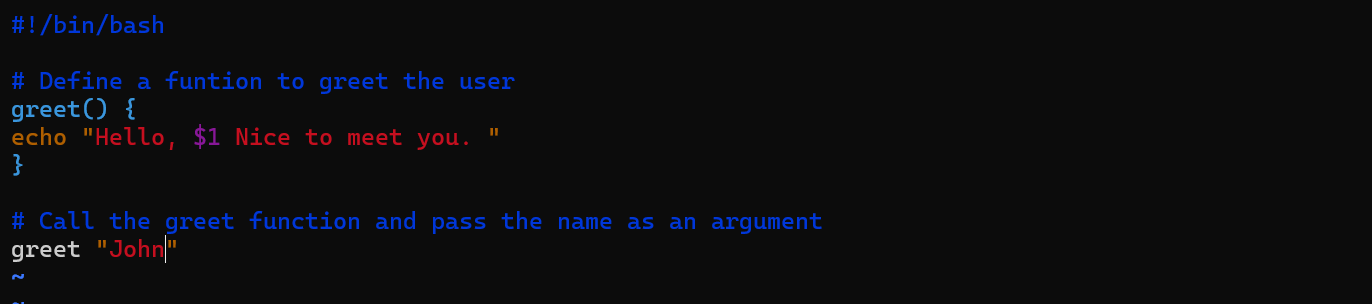 #!/bin/bash
# Define a funtion to greet the user
greet() {
echo "Hello, $1 Nice to meet you. "
}
# Call the greet function and pass the name as an argument
greet "John"
~
~